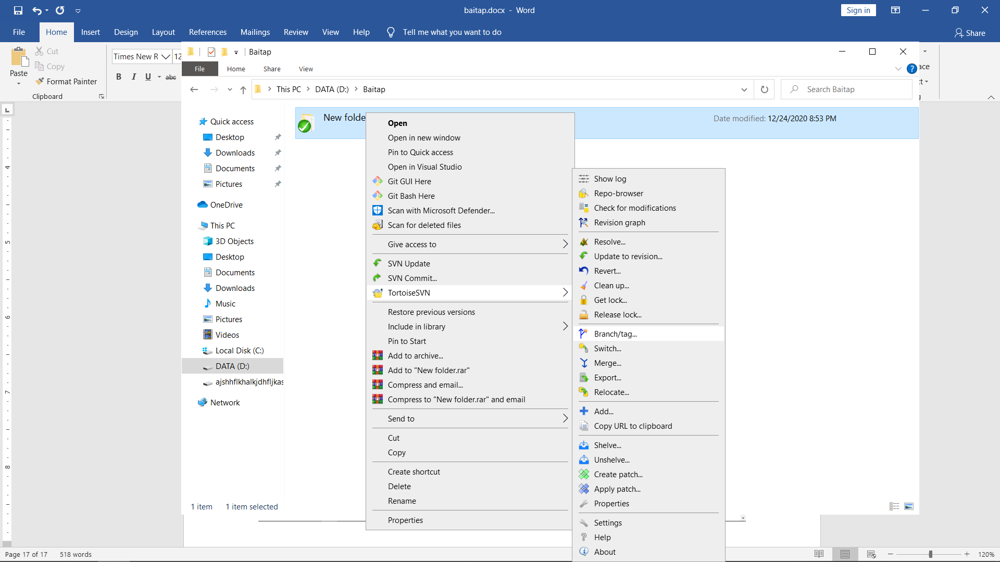 baitap.docx - Word
Sign in
File
Home
Insert
Design
Layout
References
Mailings
Review
View
Help
Tell me what you want to do
Share
Paste
Cut
Copy
Format Painter
Clipboard
Times New R
12
B I U abc
Baitap
File
Home
Share
View
?
This PC
DATA (D:)
Baitap
Search Baitap
Quick access
Desktop
Downloads
Documents
Pictures
OneDrive
This PC
3D Objects
Desktop
Documents
Downloads
Music
Pictures
Videos
Local Disk (C:)
DATA (D:)
ajshhflkhalkjdhfljkas
Network
New folde
Date modified: 12/24/2020 8:53 PM
Open
Open in new window
Pin to Quick access
Open in Visual Studio
Git GUI Here
Git Bash Here
Scan with Microsoft Defender...
Scan for deleted files
Give access to
SVN Update
SVN Commit...
TortoiseSVN
Restore previous versions
Include in library
Pin to Start
Add to archive...
Add to "New folder.rar"
Compress and email...
Compress to "New folder.rar" and email
Send to
Cut
Copy
Create shortcut
Delete
Rename
Properties
Show log
Repo-browser
Check for modifications
Revision graph
Resolve...
Update to revision...
Revert...
Clean up...
Get lock...
Release lock...
Branch/tag...
Switch...
Merge...
Export...
Relocate...
Add...
Copy URL to clipboard
Shelve...
Unshelve...
Create patch...
Apply patch...
Properties
Settings
Help
About
1 item
1 item selected
4
5
6
7
8
Page 17 of 17
518 words
120%